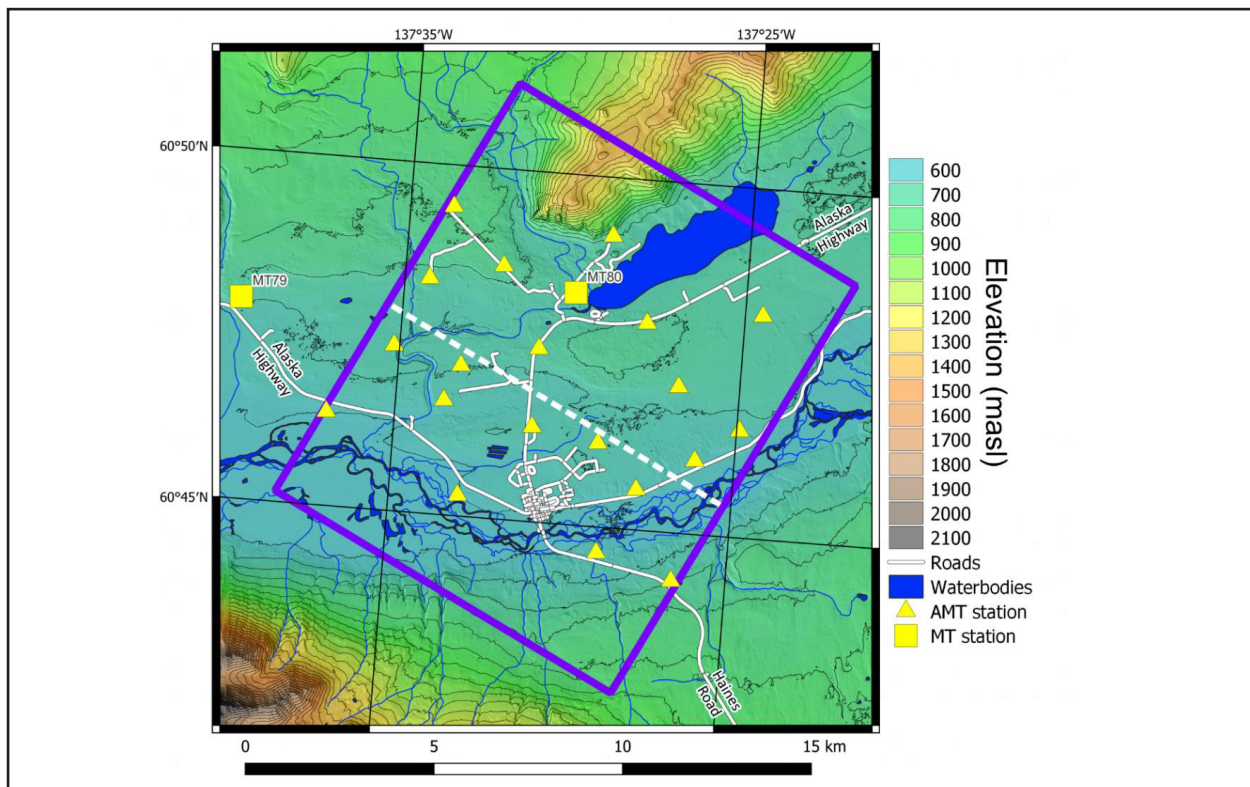 137°35'W
137°25'W
60°50'N
60°45'N
MT79
MT80
Alaska
Highway
Alaska
Highway
Haines
Road
600
700
800
900
1000
1100
1200
1300
1400
1500
1600
1700
1800
1900
2000
2100
Elevation (masl)
Roads
Waterbodies
AMT station
MT station
0
5
10
15 km